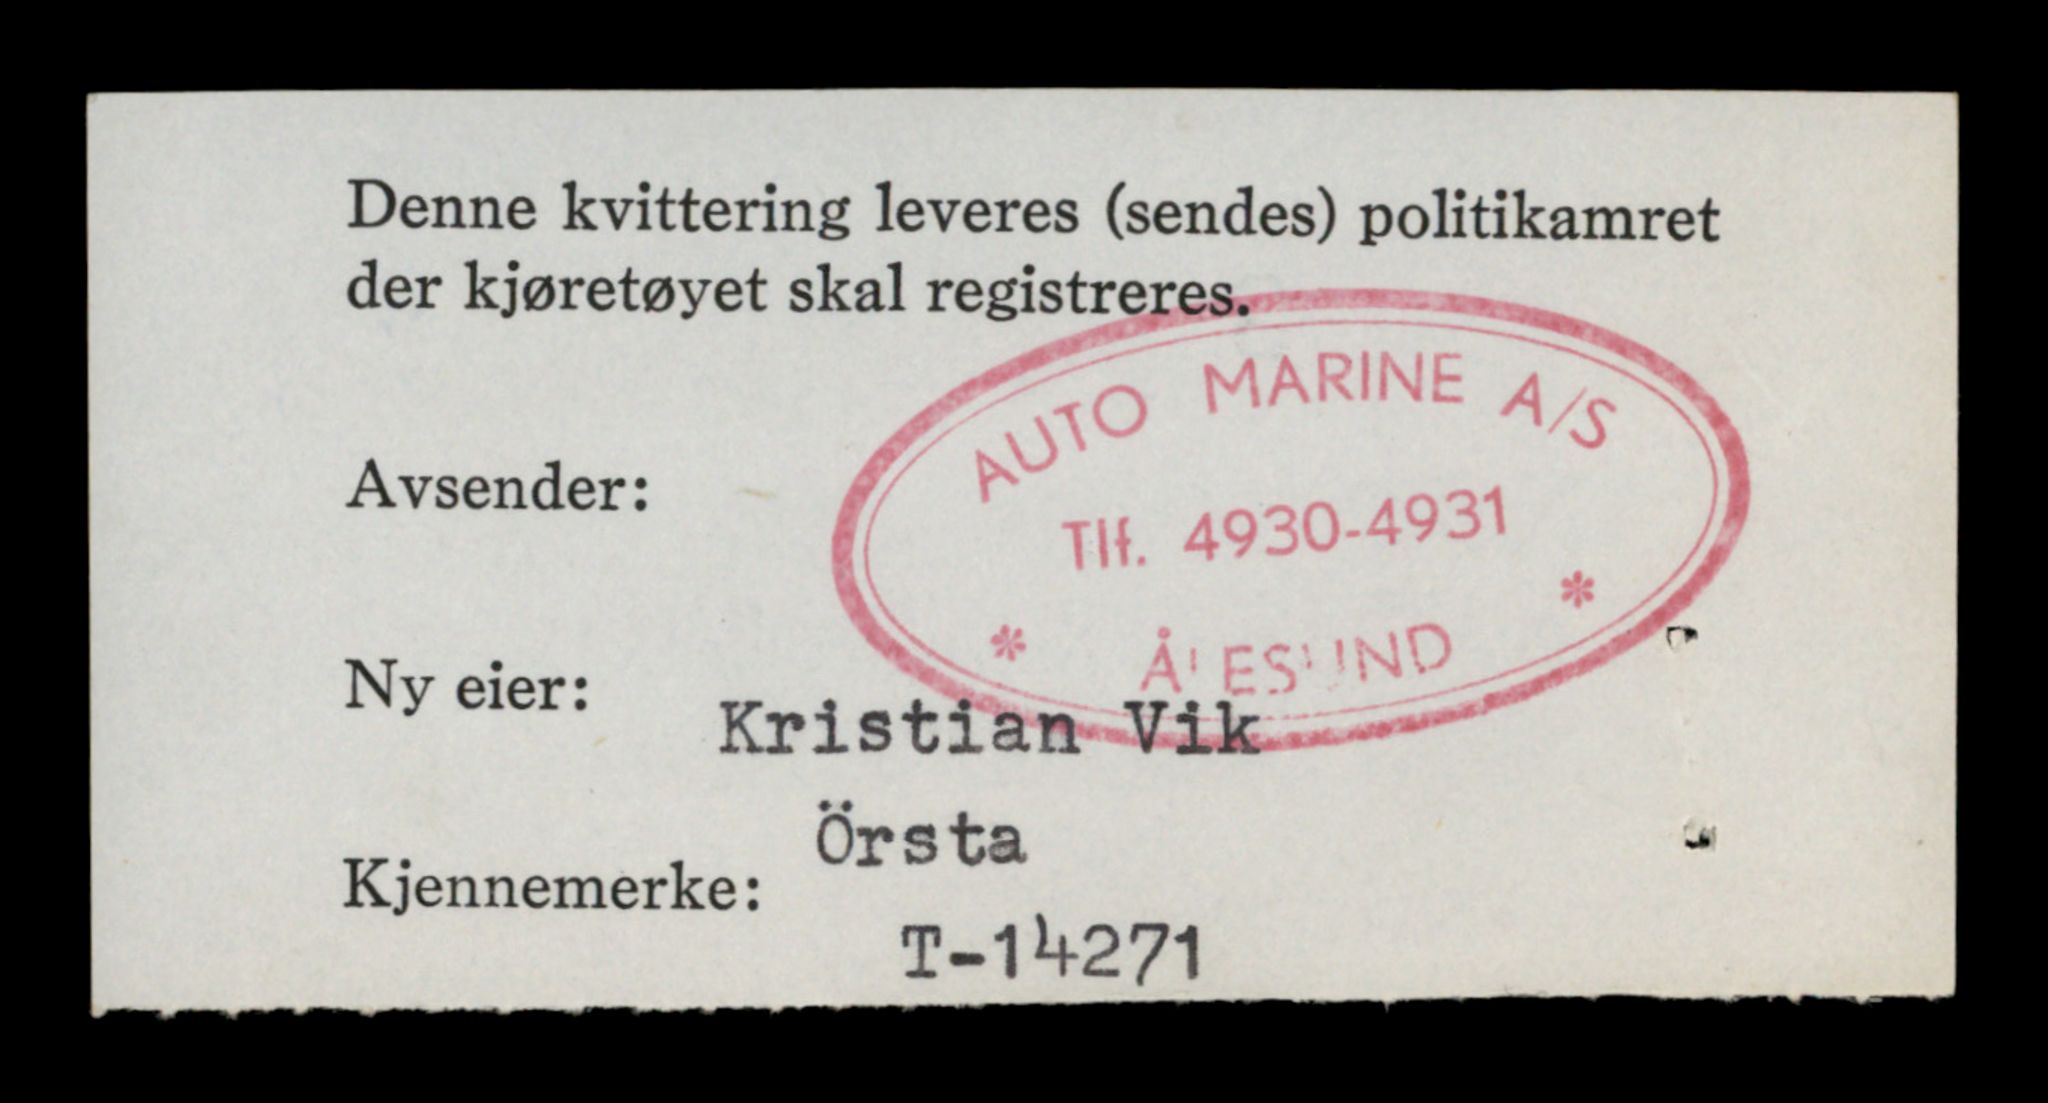 Denne kvittering leveres (sendes) politikamret
der kjøretøyet skal registreres.
AUTO MARINE A/S
Avsender:
Tlf. 4930-4931
* ÅLESUND *
Ny eier:
Kristian Vik
Örsta
Kjennemerke:
T-14271